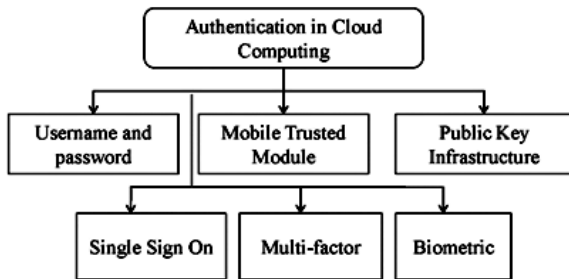 Authentication in Cloud
Computing
Username and
password
Mobile Trusted
Module
Public Key
Infrastructure
Single Sign On
Multi-factor
Biometric